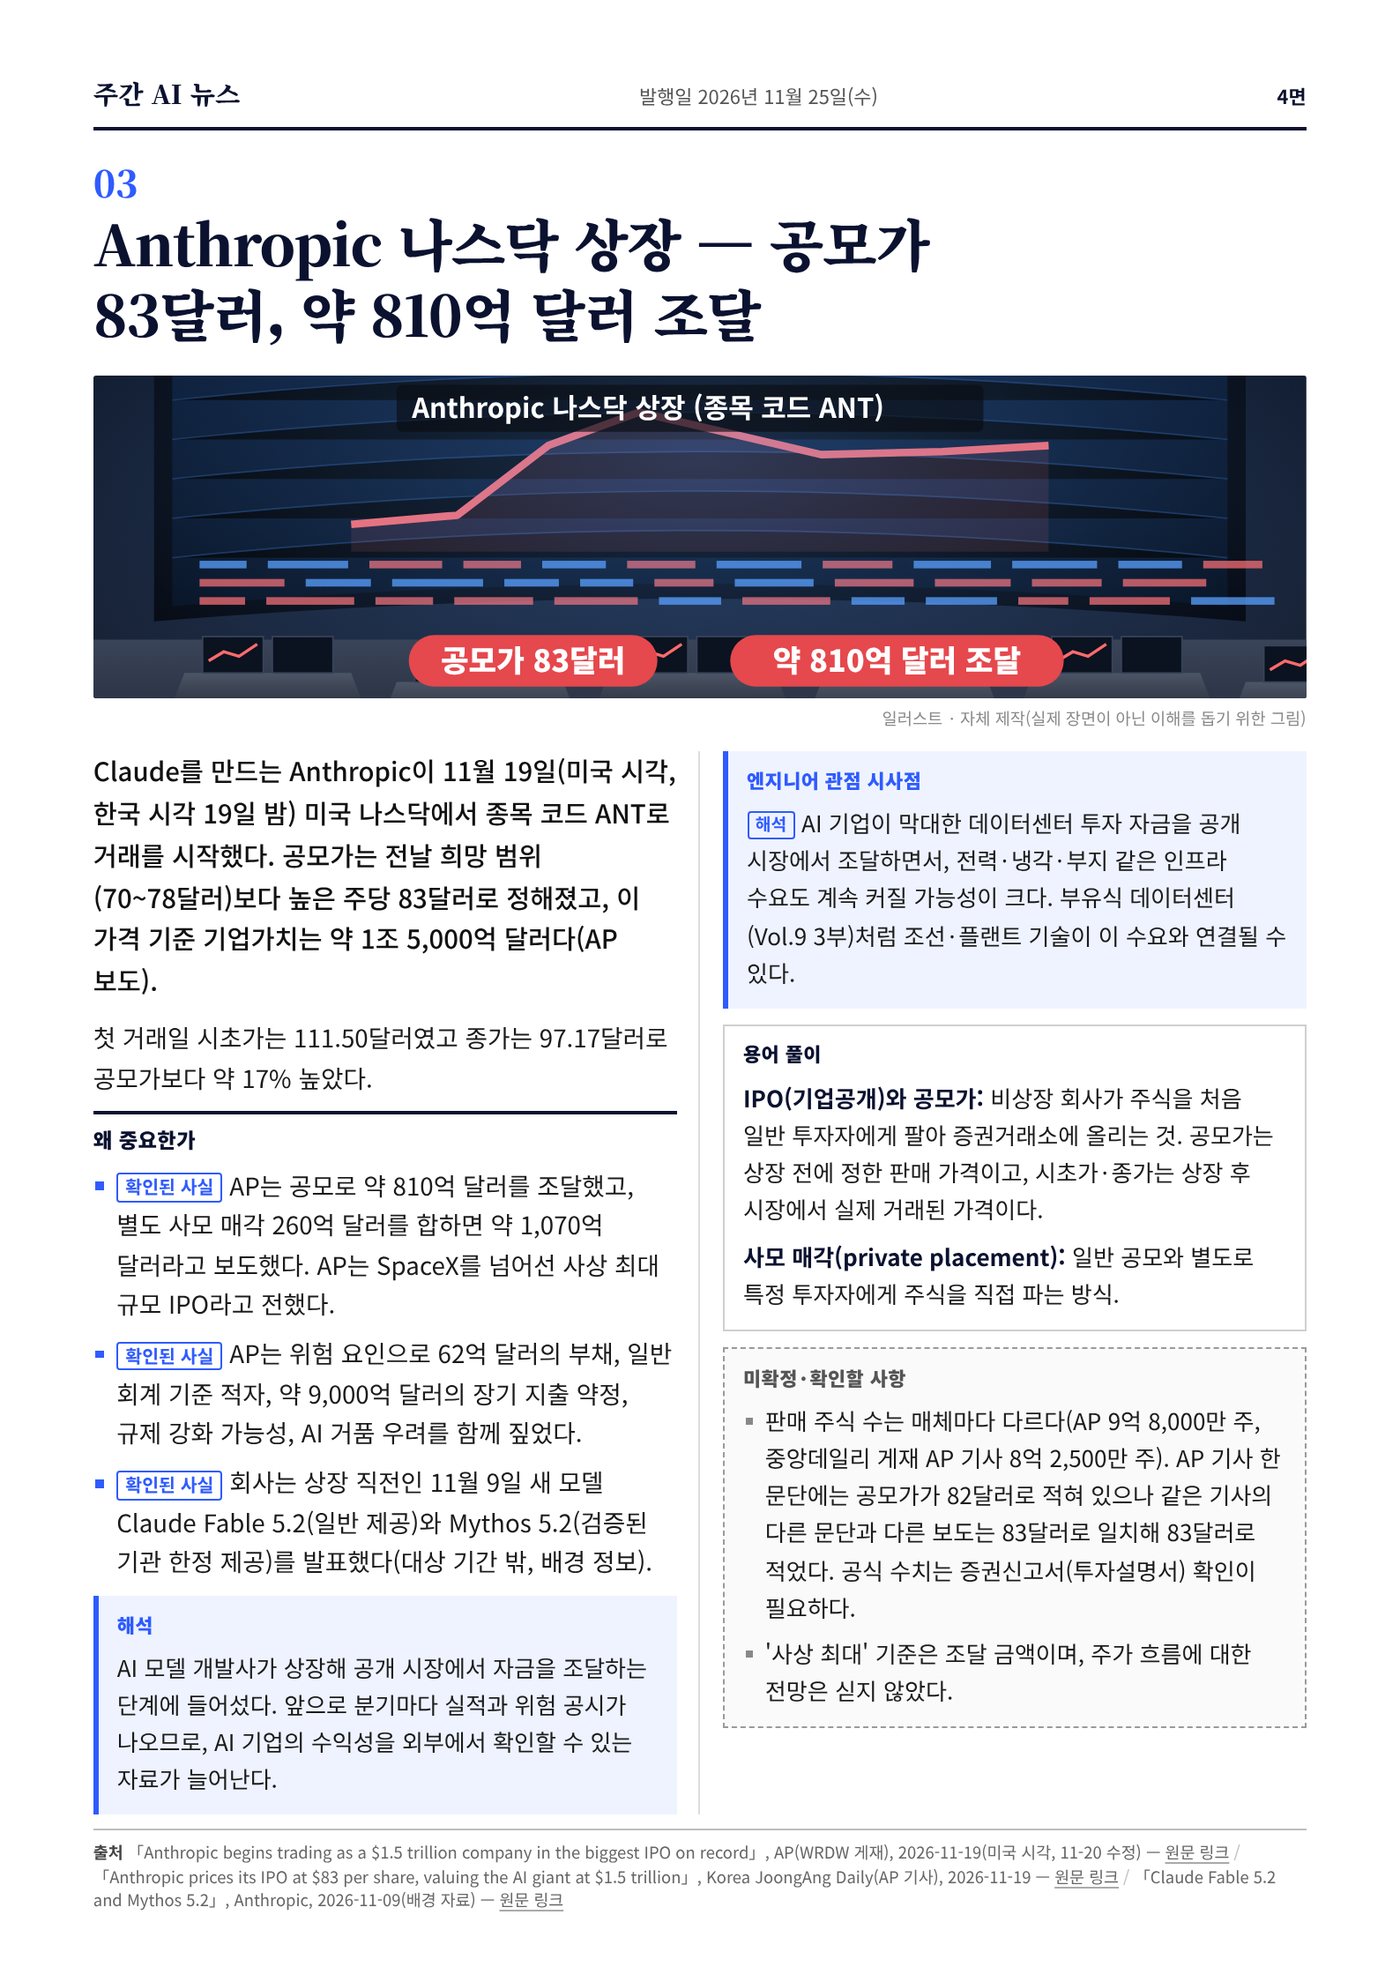 주간 AI 뉴스
발행일 2026년 11월 25일(수)
4면
03
Anthropic 나스닥 상장 — 공모가
83달러, 약 810억 달러 조달
Anthropic 나스닥 상장 (종목 코드 ANT)
공모가 83달러
약 810억 달러 조달
일러스트 · 자체 제작(실제 장면이 아닌 이해를 돕기 위한 그림)
Claude를 만드는 Anthropic이 11월 19일(미국 시각,
한국 시각 19일 밤) 미국 나스닥에서 종목 코드 ANT로
거래를 시작했다. 공모가는 전날 희망 범위
(70~78달러)보다 높은 주당 83달러로 정해졌고, 이
가격 기준 기업가치는 약 1조 5,000억 달러다(AP
보도).
첫 거래일 시초가는 111.50달러였고 종가는 97.17달러로
공모가보다 약 17% 높았다.
왜 중요한가
확인된 사실 AP는 공모로 약 810억 달러를 조달했고,
별도 사모 매각 260억 달러를 합하면 약 1,070억
달러라고 보도했다. AP는 SpaceX를 넘어선 사상 최대
규모 IPO라고 전했다.
확인된 사실 AP는 위험 요인으로 62억 달러의 부채, 일반
회계 기준 적자, 약 9,000억 달러의 장기 지출 약정,
규제 강화 가능성, AI 거품 우려를 함께 짚었다.
확인된 사실 회사는 상장 직전인 11월 9일 새 모델
Claude Fable 5.2(일반 제공)와 Mythos 5.2(검증된
기관 한정 제공)를 발표했다(대상 기간 밖, 배경 정보).
해석
AI 모델 개발사가 상장해 공개 시장에서 자금을 조달하는
단계에 들어섰다. 앞으로 분기마다 실적과 위험 공시가
나오므로, AI 기업의 수익성을 외부에서 확인할 수 있는
자료가 늘어난다.
엔지니어 관점 시사점
해석 AI 기업이 막대한 데이터센터 투자 자금을 공개
시장에서 조달하면서, 전력·냉각·부지 같은 인프라
수요도 계속 커질 가능성이 크다. 부유식 데이터센터
(Vol.9 3부)처럼 조선·플랜트 기술이 이 수요와 연결될 수
있다.
용어 풀이
IPO(기업공개)와 공모가: 비상장 회사가 주식을 처음
일반 투자자에게 팔아 증권거래소에 올리는 것. 공모가는
상장 전에 정한 판매 가격이고, 시초가·종가는 상장 후
시장에서 실제 거래된 가격이다.
사모 매각(private placement): 일반 공모와 별도로
특정 투자자에게 주식을 직접 파는 방식.
미확정·확인할 사항
판매 주식 수는 매체마다 다르다(AP 9억 8,000만 주,
중앙데일리 게재 AP 기사 8억 2,500만 주). AP 기사 한
문단에는 공모가가 82달러로 적혀 있으나 같은 기사의
다른 문단과 다른 보도는 83달러로 일치해 83달러로
적었다. 공식 수치는 증권신고서(투자설명서) 확인이
필요하다.
'사상 최대' 기준은 조달 금액이며, 주가 흐름에 대한
전망은 싣지 않았다.
출처 「Anthropic begins trading as a $1.5 trillion company in the biggest IPO on record」, AP(WRDW 게재), 2026-11-19(미국 시각, 11-20 수정) — 원문 링크 /
「Anthropic prices its IPO at $83 per share, valuing the AI giant at $1.5 trillion」, Korea JoongAng Daily(AP 기사), 2026-11-19 — 원문 링크 / 「Claude Fable 5.2
and Mythos 5.2」, Anthropic, 2026-11-09(배경 자료) — 원문 링크